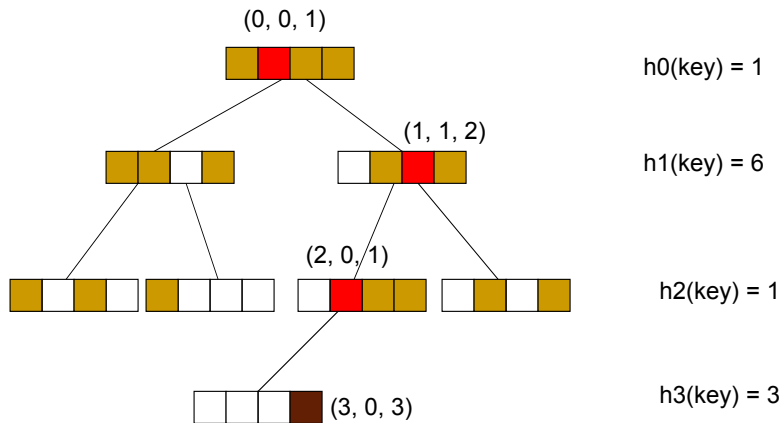 (0, 0, 1)
h0(key) = 1
(1, 1, 2)
h1(key) = 6
(2, 0, 1)
h2(key) = 1
(3, 0, 3)
h3(key) = 3